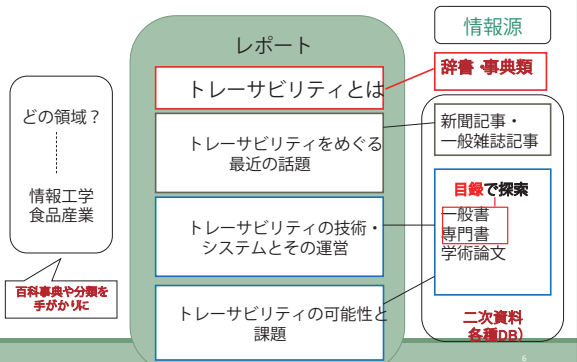 どの領域？
情報工学
食品産業
百科事典や分類を
手がかりに
レポート
トレーサビリティとは
トレーサビリティをめぐる
最近の話題
トレーサビリティの技術・
システムとその運営
トレーサビリティの可能性と
課題
情報源
辞書・事典類
新聞記事・
一般雑誌記事
目録で探索
一般書
専門書
学術論文
二次資料
各種DB）
6